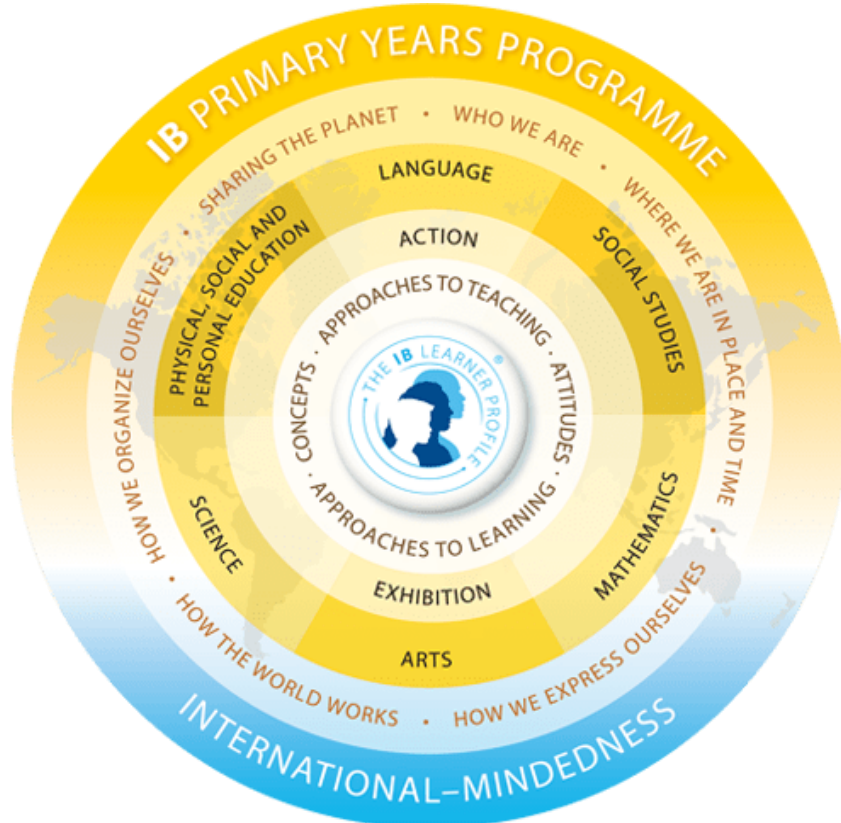 IB PRIMARY YEARS PROGRAMME
SHARING THE PLANET • WHO WE ARE • WHERE WE ARE IN PLACE AND TIME • HOW WE EXPRESS OURSELVES • HOW THE WORLD WORKS • HOW WE ORGANIZE OURSELVES •
LANGUAGE
SOCIAL STUDIES
MATHEMATICS
ARTS
SCIENCE
PHYSICAL, SOCIAL AND
PERSONAL EDUCATION
ACTION
EXHIBITION
APPROACHES TO TEACHING · ATTITUDES · APPROACHES TO LEARNING · CONCEPTS ·
• THE IB LEARNER PROFILE • ®
INTERNATIONAL–MINDEDNESS